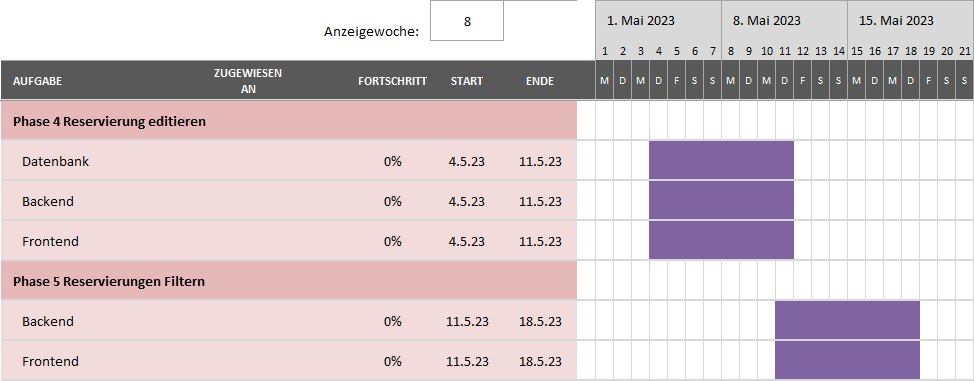 Anzeigewoche: 8 1. Mai 2023 8. Mai 2023 15. Mai 2023
1 2 3 4 5 6 7 8 9 10 11 12 13 14 15 16 17 18 19 20 21
AUFGABE ZUGEWIESEN AN FORTSCHRITT START ENDE M D M D F S S M D M D F S S M D M D F S S
Phase 4 Reservierung editieren
Datenbank 0% 4.5.23 11.5.23
Backend 0% 4.5.23 11.5.23
Frontend 0% 4.5.23 11.5.23
Phase 5 Reservierungen Filtern
Backend 0% 11.5.23 18.5.23
Frontend 0% 11.5.23 18.5.23